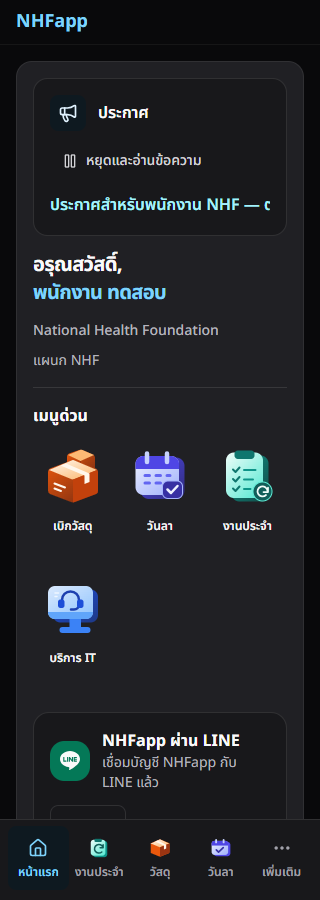 NHFapp
ประกาศ
หยุดและอ่านข้อความ
ประกาศสำหรับพนักงาน NHF —
อรุณสวัสดิ์,
พนักงาน ทดสอบ
National Health Foundation
แผนก NHF
เมนูด่วน
เบิกวัสดุ
วันลา
งานประจำ
บริการ IT
LINE
NHFapp ผ่าน LINE
เชื่อมบัญชี NHFapp กับ
LINE แล้ว
หน้าแรก
งานประจำ
วัสดุ
วันลา
เพิ่มเติม